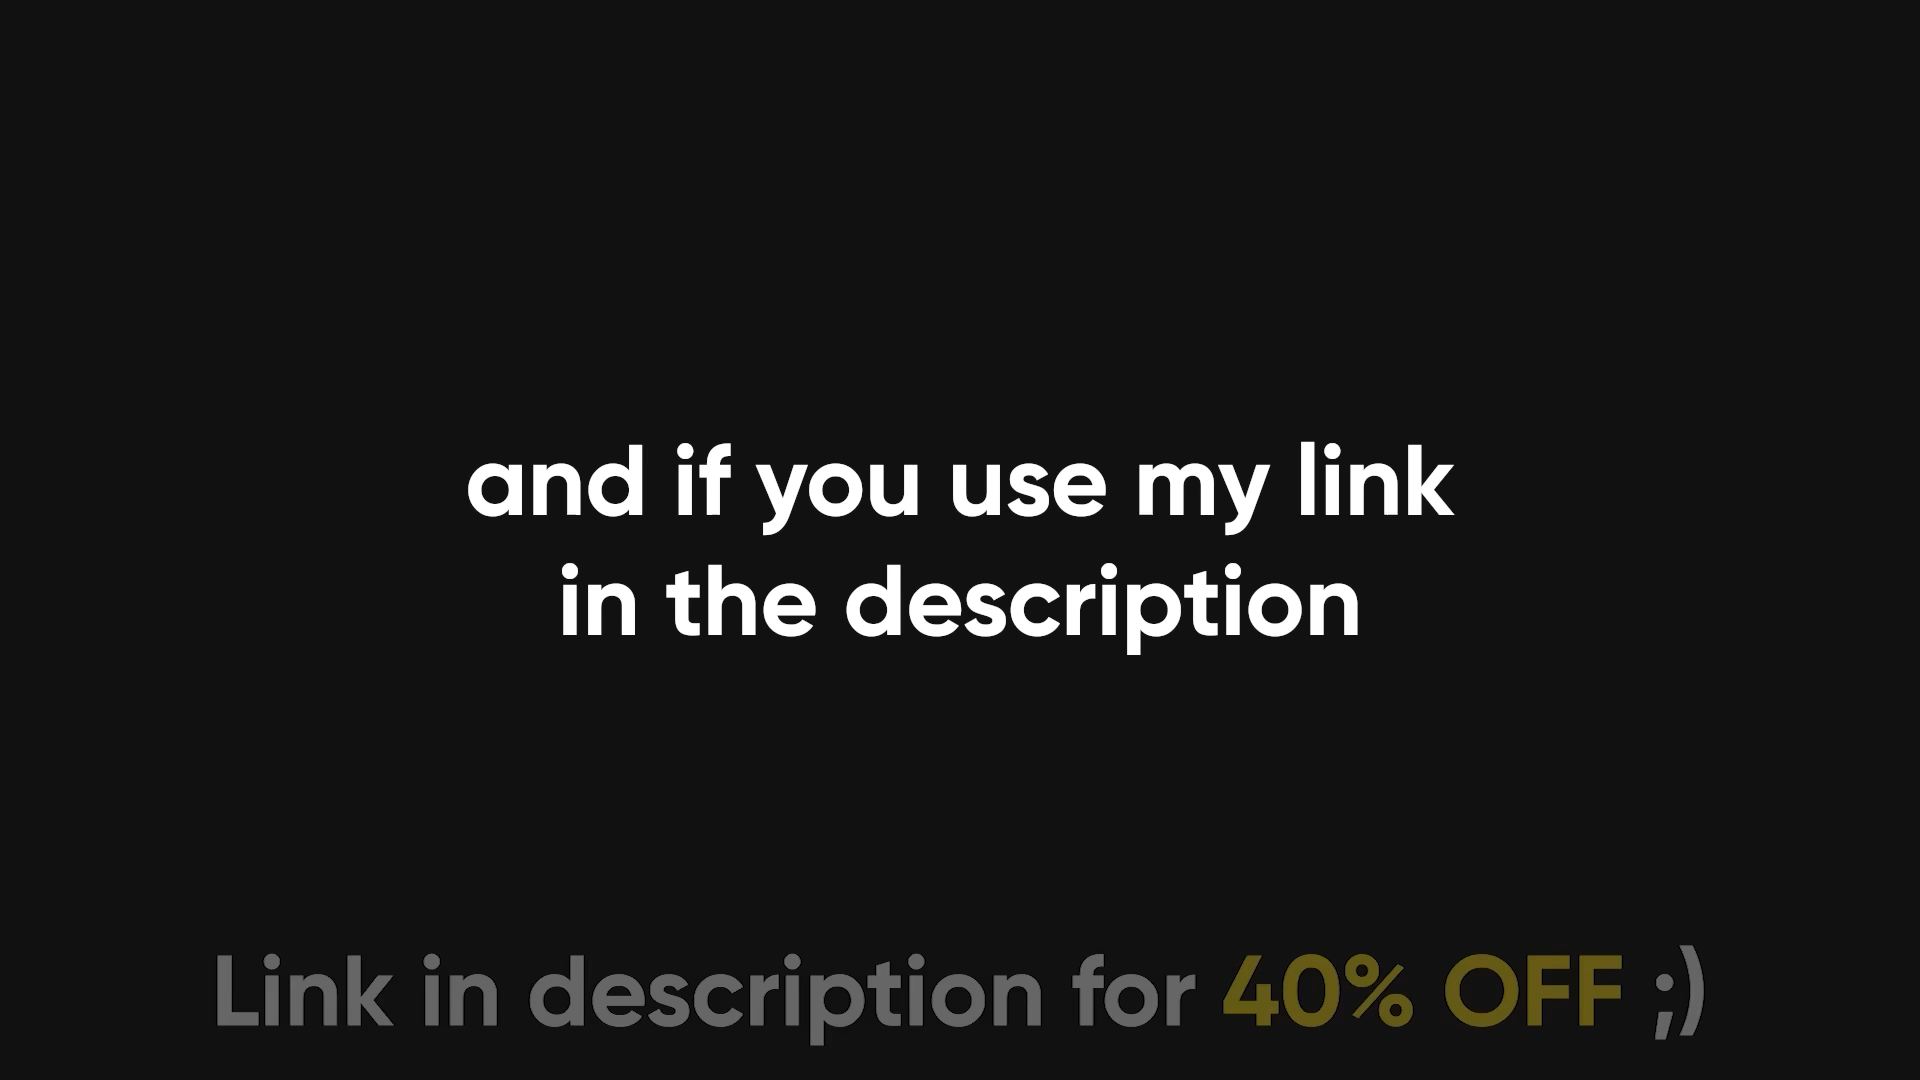 and if you use my link
in the description
Link in description for 40% OFF ;)